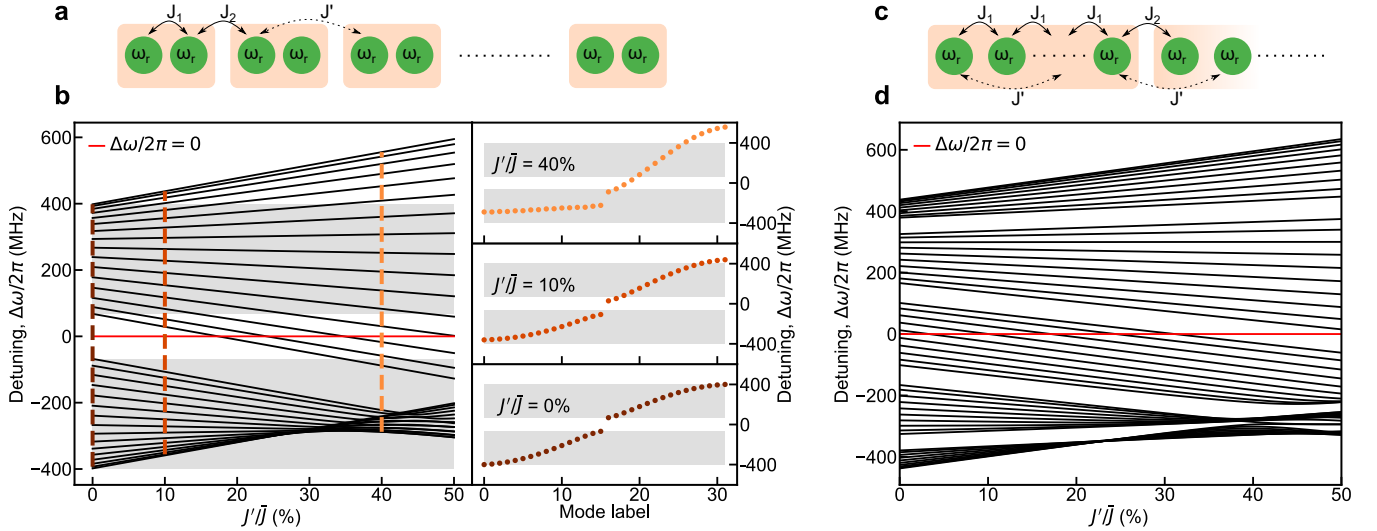 a
J₁ J₂ J'
ωᵣ ωᵣ ωᵣ ωᵣ ωᵣ ωᵣ ωᵣ ωᵣ
b
Δω/2π = 0
Detuning, Δω/2π (MHz)
600
400
200
0
−200
−400
0 10 20 30 40 50
J'/J̄ (%)
J'/J̄ = 40%
J'/J̄ = 10%
J'/J̄ = 0%
400
0
-400
400
0
-400
400
0
-400
Detuning, Δω/2π (MHz)
0 10 20 30
Mode label
c
J₁ J₁ J₁ J₂
ωᵣ ωᵣ ωᵣ ωᵣ ωᵣ
J' J'
d
Δω/2π = 0
Detuning, Δω/2π (MHz)
600
400
200
0
−200
−400
0 10 20 30 40 50
J'/J̄ (%)